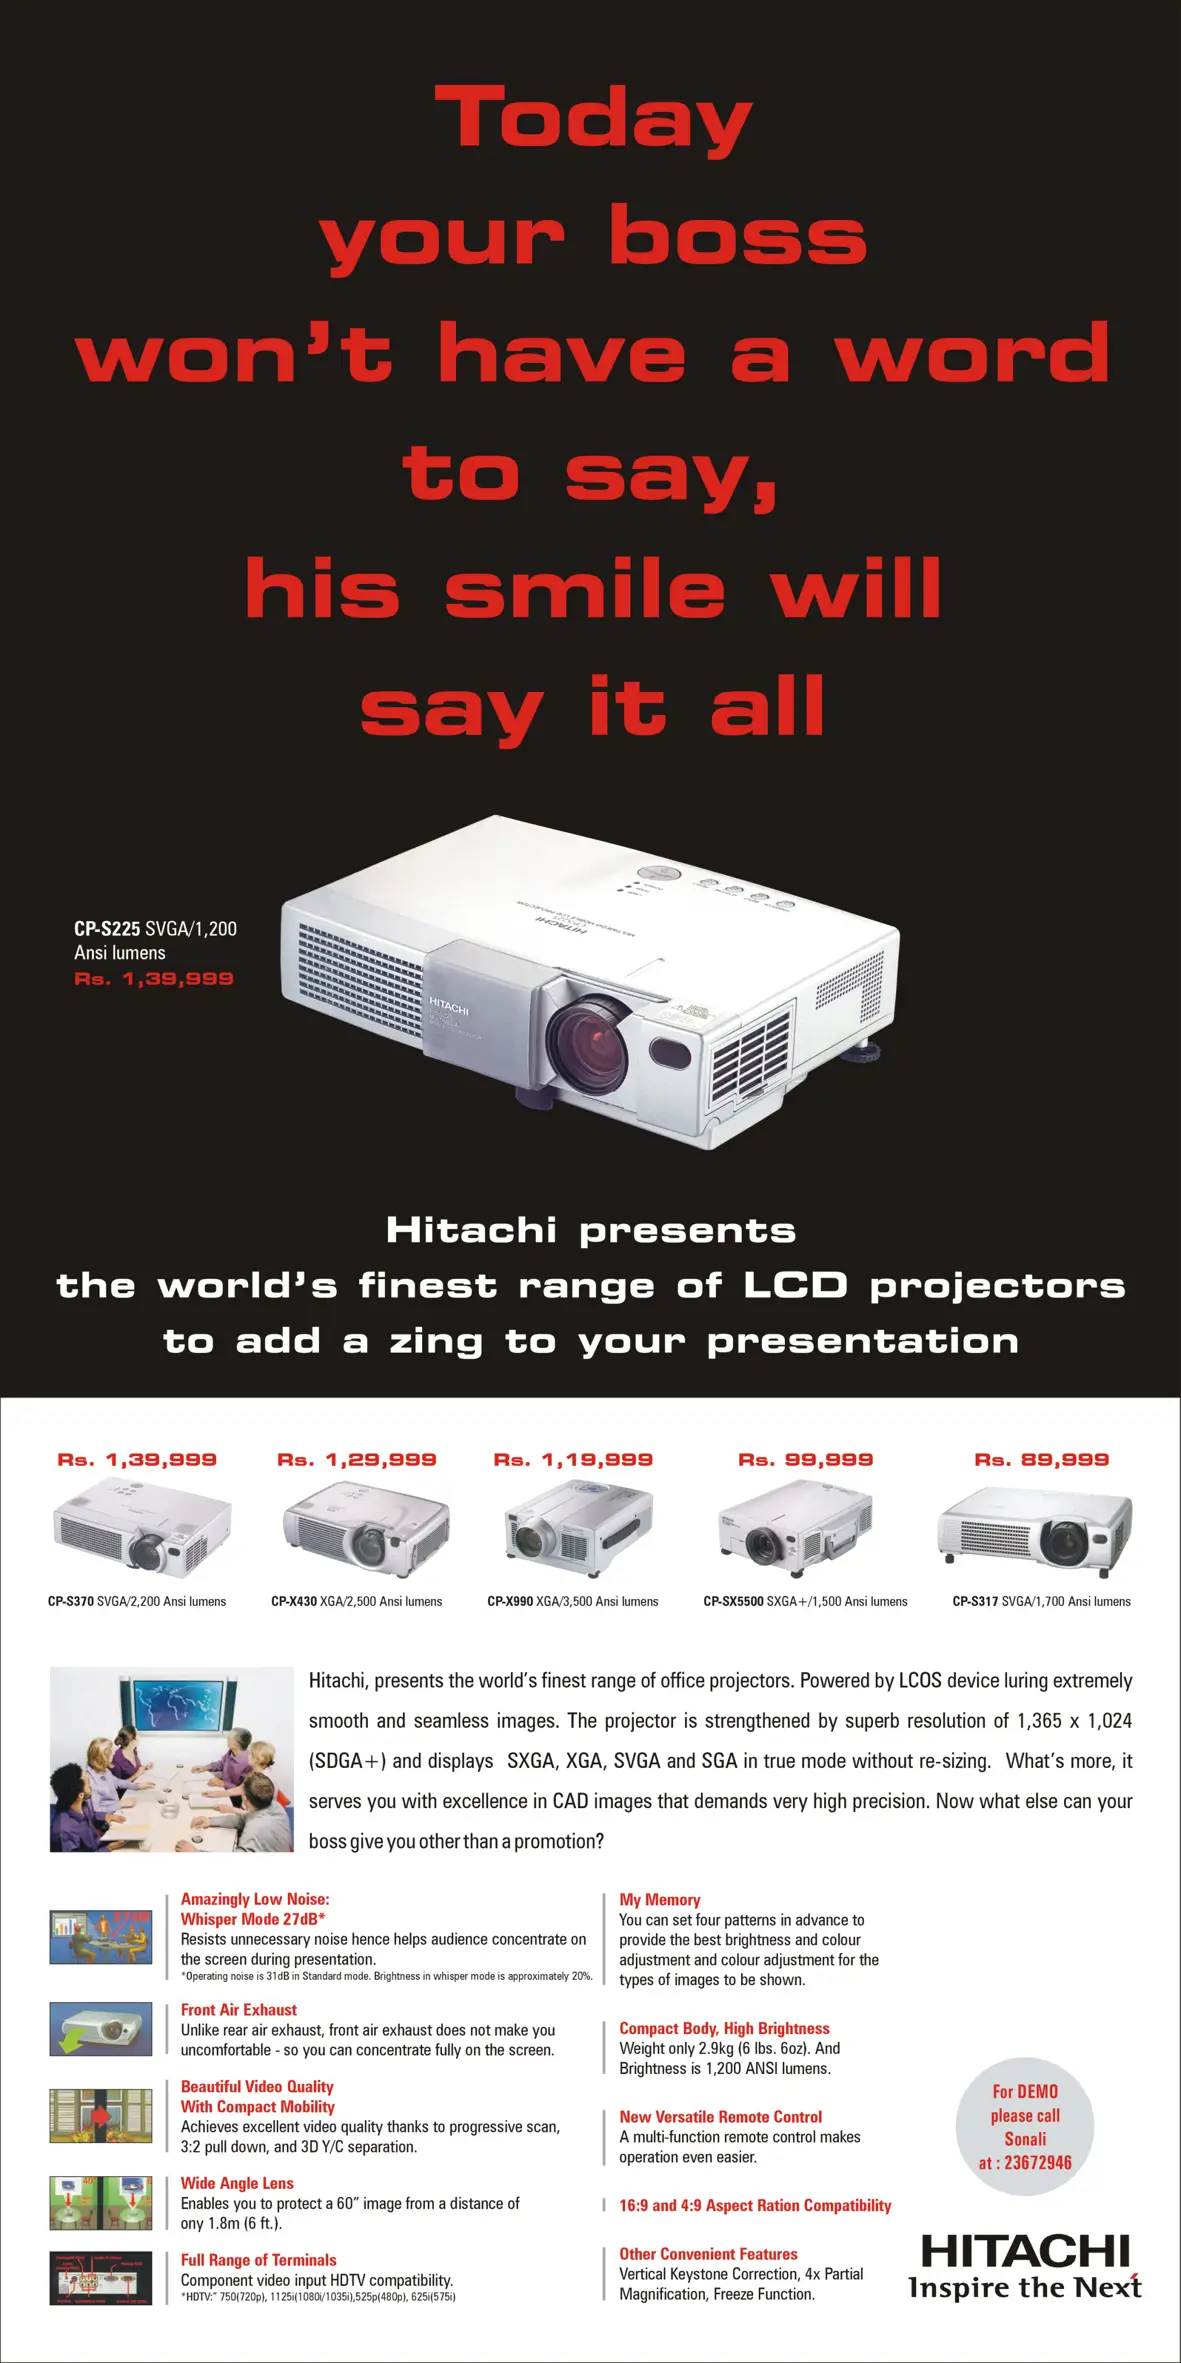 Today
your boss
won't have a word
to say,
his smile will
say it all
CP-S225 SVGA/1,200
Ansi lumens
Rs. 1,39,999
HITACHI
HITACHI
Hitachi presents
the world's finest range of LCD projectors
to add a zing to your presentation
Rs. 1,39,999
CP-S370 SVGA/2,200 Ansi lumens
Rs. 1,29,999
CP-X430 XGA/2,500 Ansi lumens
Rs. 1,19,999
CP-X990 XGA/3,500 Ansi lumens
Rs. 99,999
CP-SX5500 SXGA+/1,500 Ansi lumens
Rs. 89,999
CP-S317 SVGA/1,700 Ansi lumens
Hitachi, presents the world's finest range of office projectors. Powered by LCOS device luring extremely
smooth and seamless images. The projector is strengthened by superb resolution of 1,365 x 1,024
(SDGA+) and displays SXGA, XGA, SVGA and SGA in true mode without re-sizing. What's more, it
serves you with excellence in CAD images that demands very high precision. Now what else can your
boss give you other than a promotion?
27dB
Amazingly Low Noise:
Whisper Mode 27dB*
Resists unnecessary noise hence helps audience concentrate on
the screen during presentation.
*Operating noise is 31dB in Standard mode. Brightness in whisper mode is approximately 20%.
Front Air Exhaust
Unlike rear air exhaust, front air exhaust does not make you
uncomfortable - so you can concentrate fully on the screen.
Beautiful Video Quality
With Compact Mobility
Achieves excellent video quality thanks to progressive scan,
3:2 pull down, and 3D Y/C separation.
Wide Angle Lens
Enables you to protect a 60" image from a distance of
ony 1.8m (6 ft.).
Full Range of Terminals
Component video input HDTV compatibility.
*HDTV:" 750(720p), 1125i(1080i/1035i),525p(480p), 625i(575i)
My Memory
You can set four patterns in advance to
provide the best brightness and colour
adjustment and colour adjustment for the
types of images to be shown.
Compact Body, High Brightness
Weight only 2.9kg (6 lbs. 6oz). And
Brightness is 1,200 ANSI lumens.
New Versatile Remote Control
A multi-function remote control makes
operation even easier.
16:9 and 4:9 Aspect Ration Compatibility
Other Convenient Features
Vertical Keystone Correction, 4x Partial
Magnification, Freeze Function.
For DEMO
please call
Sonali
at : 23672946
HITACHI
Inspire the Next